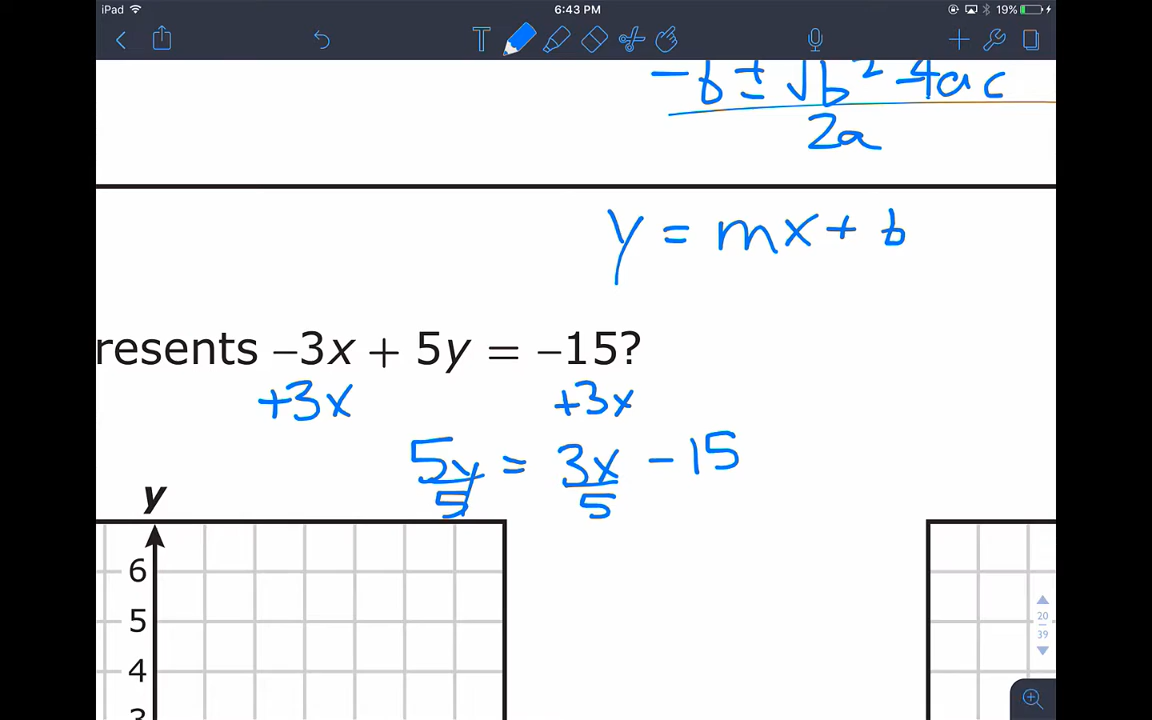 iPad 6:43 PM 19%
T
-b ± √b² -4ac
2a
y = mx + b
resents –3x + 5y = –15?
+3x +3x
5y = 3x - 15
5 5
y
6
5
4
3
20
39